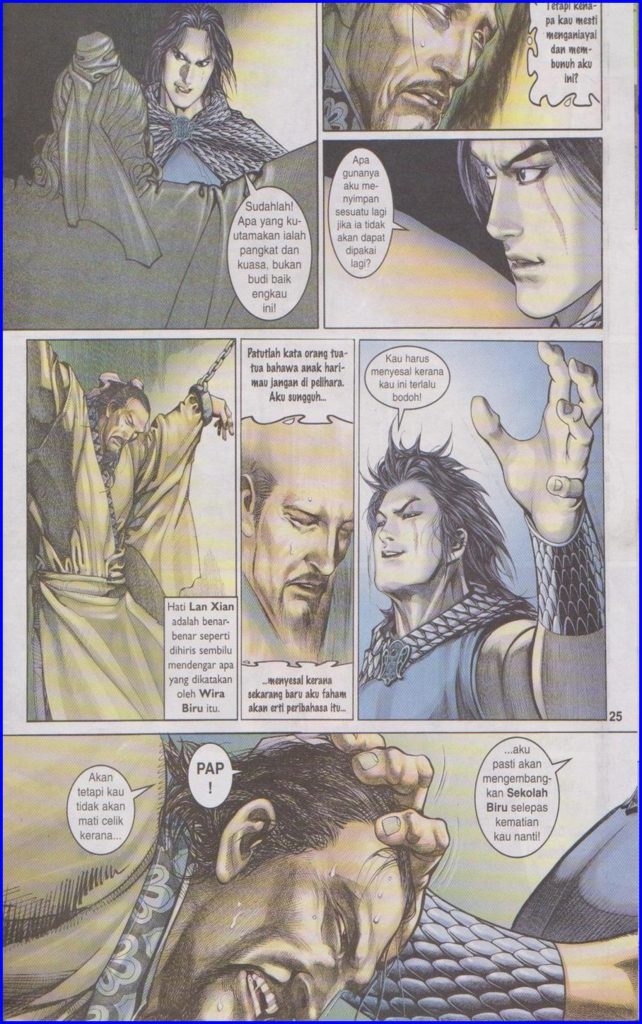 Tetapi kena-
pa kau mesti
menganiayai
dan mem-
bunuh aku
ini?
Sudahlah!
Apa yang ku-
utamakan ialah
pangkat dan
kuasa, bukan
budi baik
engkau
ini!
Apa
gunanya
aku me-
nyimpan
sesuatu lagi
jika ia tidak
akan dapat
dipakai
lagi?
Hati Lan Xian
adalah benar-
benar seperti
dihiris sembilu
mendengar apa
yang dikatakan
oleh Wira
Biru itu.
Patutlah kata orang tua-
tua bahawa anak hari-
mau jangan di pelihara.
Aku sungguh...
...menyesal kerana
sekarang baru aku faham
akan erti peribahasa itu...
Kau harus
menyesal kerana
kau ini terlalu
bodoh!
25
Akan
tetapi kau
tidak akan
mati celik
kerana...
PAP
!
...aku
pasti akan
mengembang-
kan Sekolah
Biru selepas
kematian
kau nanti!